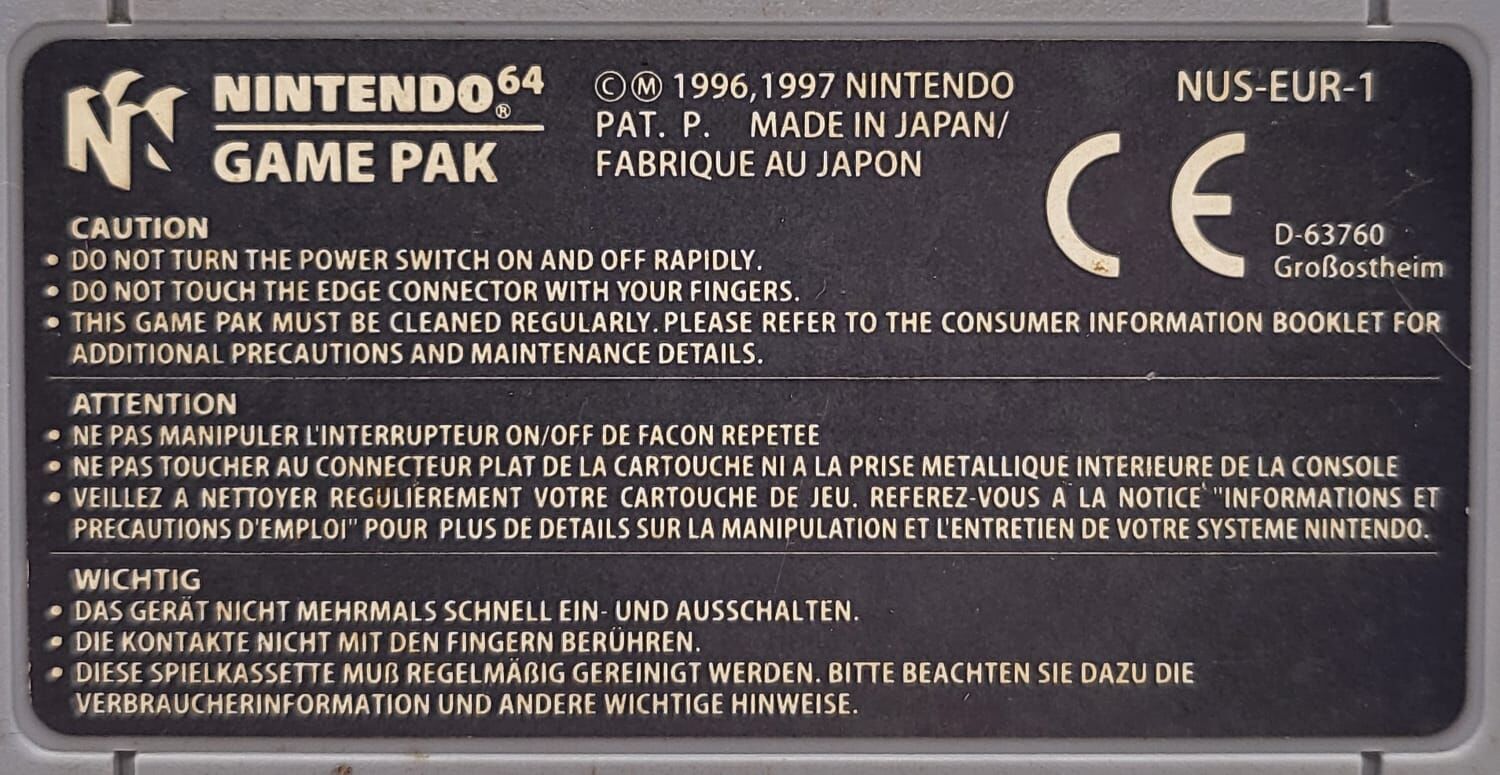 NINTENDO64®
GAME PAK
©Ⓜ 1996,1997 NINTENDO
PAT. P. MADE IN JAPAN/
FABRIQUE AU JAPON
NUS-EUR-1
CE
D-63760
Großostheim
CAUTION
• DO NOT TURN THE POWER SWITCH ON AND OFF RAPIDLY.
• DO NOT TOUCH THE EDGE CONNECTOR WITH YOUR FINGERS.
• THIS GAME PAK MUST BE CLEANED REGULARLY. PLEASE REFER TO THE CONSUMER INFORMATION BOOKLET FOR
ADDITIONAL PRECAUTIONS AND MAINTENANCE DETAILS.
ATTENTION
• NE PAS MANIPULER L'INTERRUPTEUR ON/OFF DE FACON REPETEE
• NE PAS TOUCHER AU CONNECTEUR PLAT DE LA CARTOUCHE NI A LA PRISE METALLIQUE INTERIEURE DE LA CONSOLE
• VEILLEZ A NETTOYER REGULIEREMENT VOTRE CARTOUCHE DE JEU. REFEREZ-VOUS A LA NOTICE "INFORMATIONS ET
PRECAUTIONS D'EMPLOI" POUR PLUS DE DETAILS SUR LA MANIPULATION ET L'ENTRETIEN DE VOTRE SYSTEME NINTENDO.
WICHTIG
• DAS GERÄT NICHT MEHRMALS SCHNELL EIN- UND AUSSCHALTEN.
• DIE KONTAKTE NICHT MIT DEN FINGERN BERÜHREN.
• DIESE SPIELKASSETTE MUß REGELMÄßIG GEREINIGT WERDEN. BITTE BEACHTEN SIE DAZU DIE
VERBRAUCHERINFORMATION UND ANDERE WICHTIGE HINWEISE.